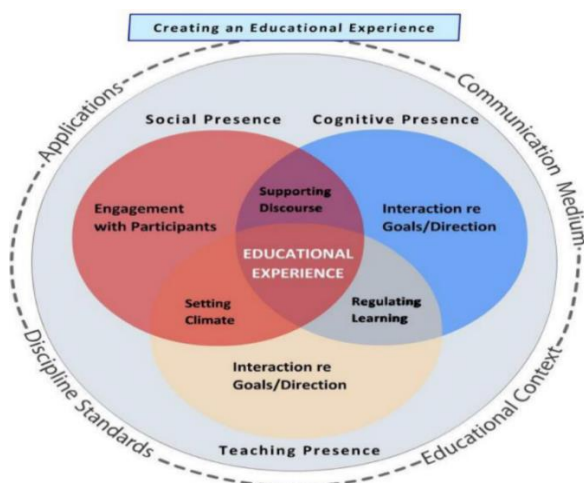 Creating an Educational Experience
Applications
Communication Medium
Social Presence
Cognitive Presence
Supporting
Discourse
Engagement
with Participants
Interaction re
Goals/Direction
EDUCATIONAL
EXPERIENCE
Setting
Climate
Regulating
Learning
Interaction re
Goals/Direction
Teaching Presence
Discipline Standards
Educational Context